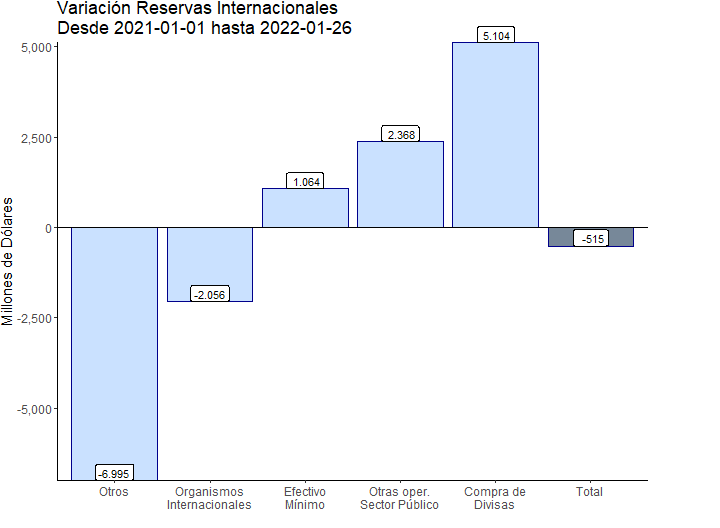 Variación Reservas Internacionales
Desde 2021-01-01 hasta 2022-01-26
Millones de Dólares
5,000
2,500
0
-2,500
-5,000
-6.995
-2.056
1.064
2.368
5.104
-515
Otros
Organismos
Internacionales
Efectivo
Mínimo
Otras oper.
Sector Público
Compra de
Divisas
Total